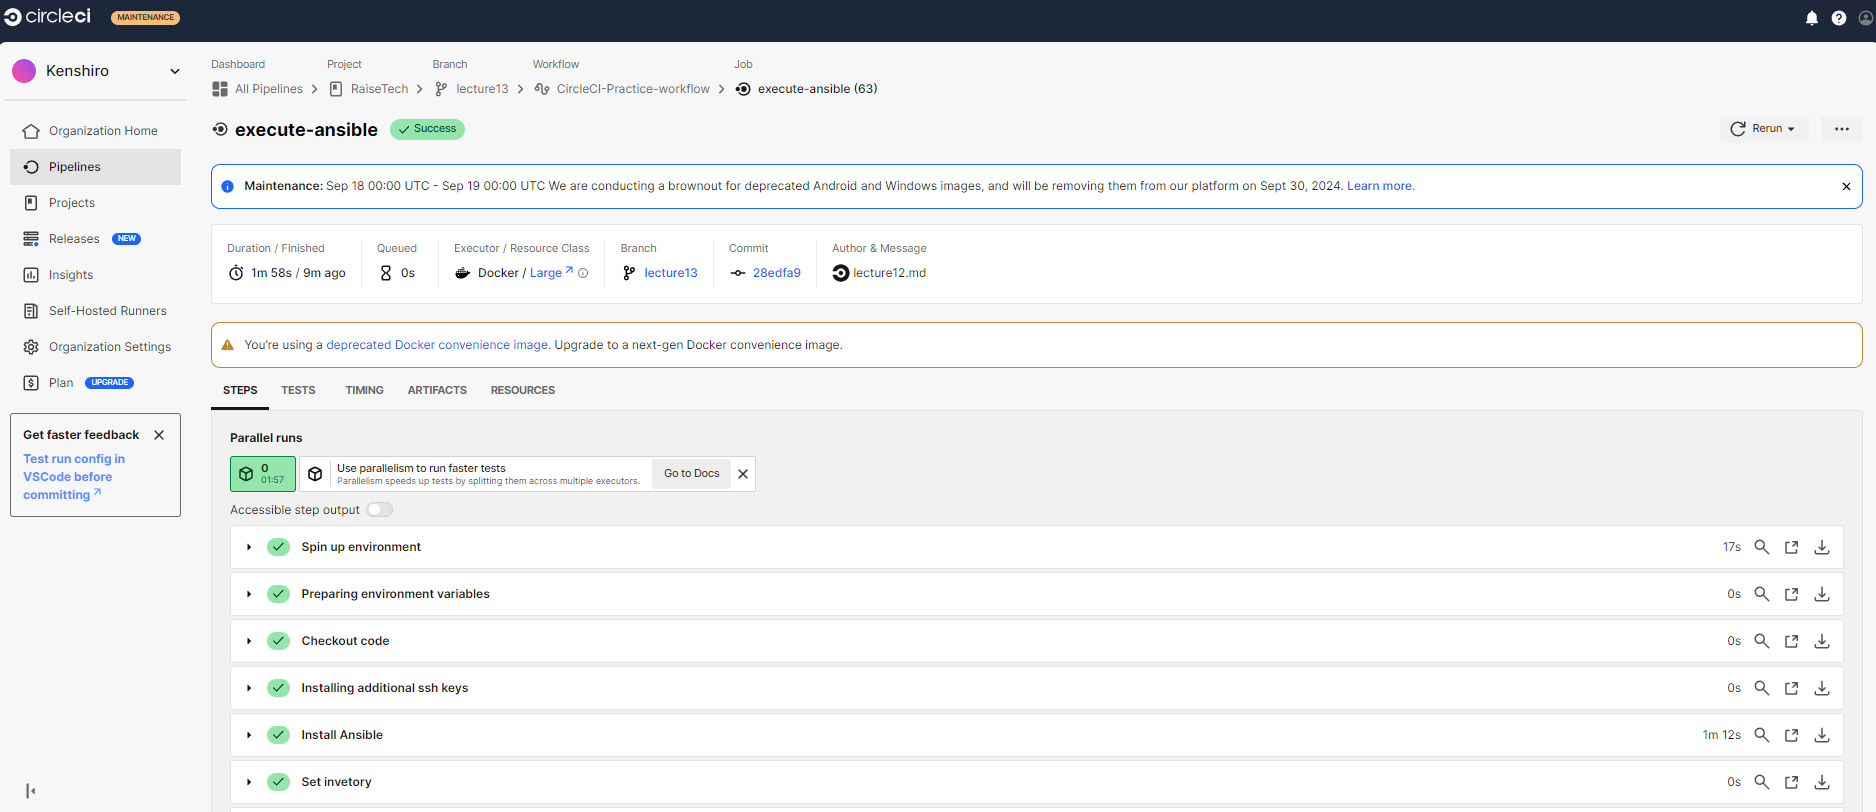 circleci
MAINTENANCE
Kenshiro
Organization Home
Pipelines
Projects
Releases NEW
Insights
Self-Hosted Runners
Organization Settings
Plan UPGRADE
Get faster feedback
Test run config in
VSCode before
committing
Dashboard Project Branch Workflow Job
All Pipelines RaiseTech lecture13 CircleCI-Practice-workflow execute-ansible (63)
execute-ansible Success
Rerun
Maintenance: Sep 18 00:00 UTC - Sep 19 00:00 UTC We are conducting a brownout for deprecated Android and Windows images, and will be removing them from our platform on Sept 30, 2024. Learn more.
Duration / Finished Queued Executor / Resource Class Branch Commit Author & Message
1m 58s / 9m ago 0s Docker / Large lecture13 28edfa9 lecture12.md
You're using a deprecated Docker convenience image. Upgrade to a next-gen Docker convenience image.
STEPS TESTS TIMING ARTIFACTS RESOURCES
Parallel runs
0
01:57
Use parallelism to run faster tests
Parallelism speeds up tests by splitting them across multiple executors.
Go to Docs
Accessible step output
Spin up environment 17s
Preparing environment variables 0s
Checkout code 0s
Installing additional ssh keys 0s
Install Ansible 1m 12s
Set invetory 0s